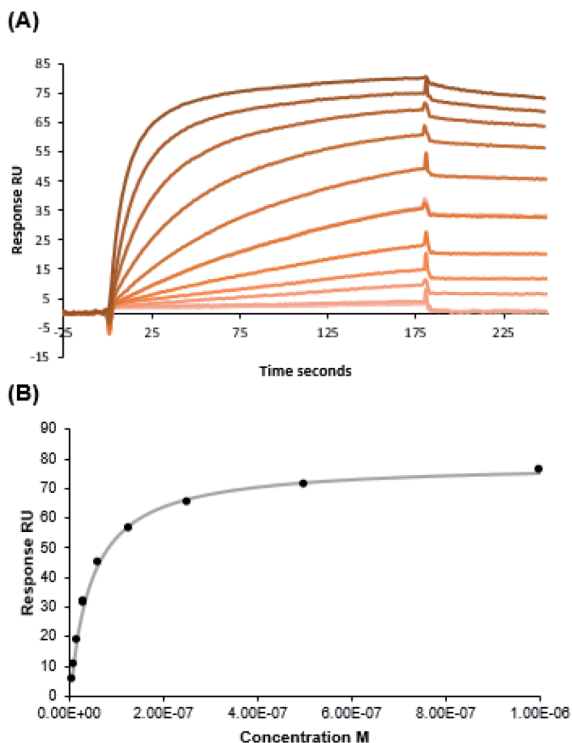 (A)
85
75
65
55
45
35
25
15
5
-5
-15
Response RU
-25 25 75 125 175 225
Time seconds
(B)
90
80
70
60
50
40
30
20
10
0
Response RU
0.00E+00 2.00E-07 4.00E-07 6.00E-07 8.00E-07 1.00E-06
Concentration M